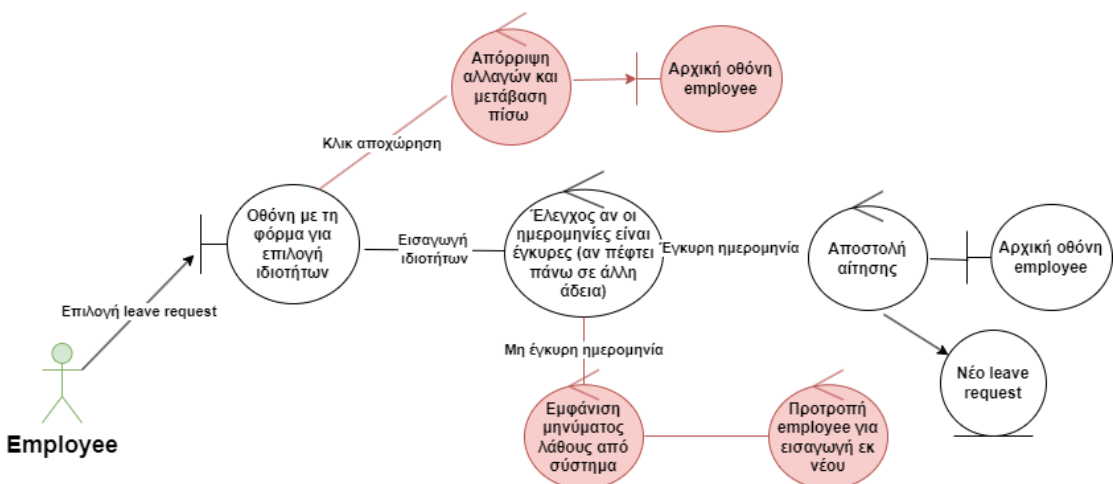 Απόρριψη
αλλαγών και
μετάβαση
πίσω
Αρχική οθόνη
employee
Κλικ αποχώρηση
Οθόνη με τη
φόρμα για
επιλογή
ιδιοτήτων
Εισαγωγή
ιδιοτήτων
Έλεγχος αν οι
ημερομηνίες είναι
έγκυρες (αν πέφτει
πάνω σε άλλη
άδεια)
Έγκυρη ημερομηνία
Αποστολή
αίτησης
Αρχική οθόνη
employee
Επιλογή leave request
Μη έγκυρη ημερομηνία
Νέο leave
request
Employee
Εμφάνιση
μηνύματος
λάθους από
σύστημα
Προτροπή
employee για
εισαγωγή εκ
νέου